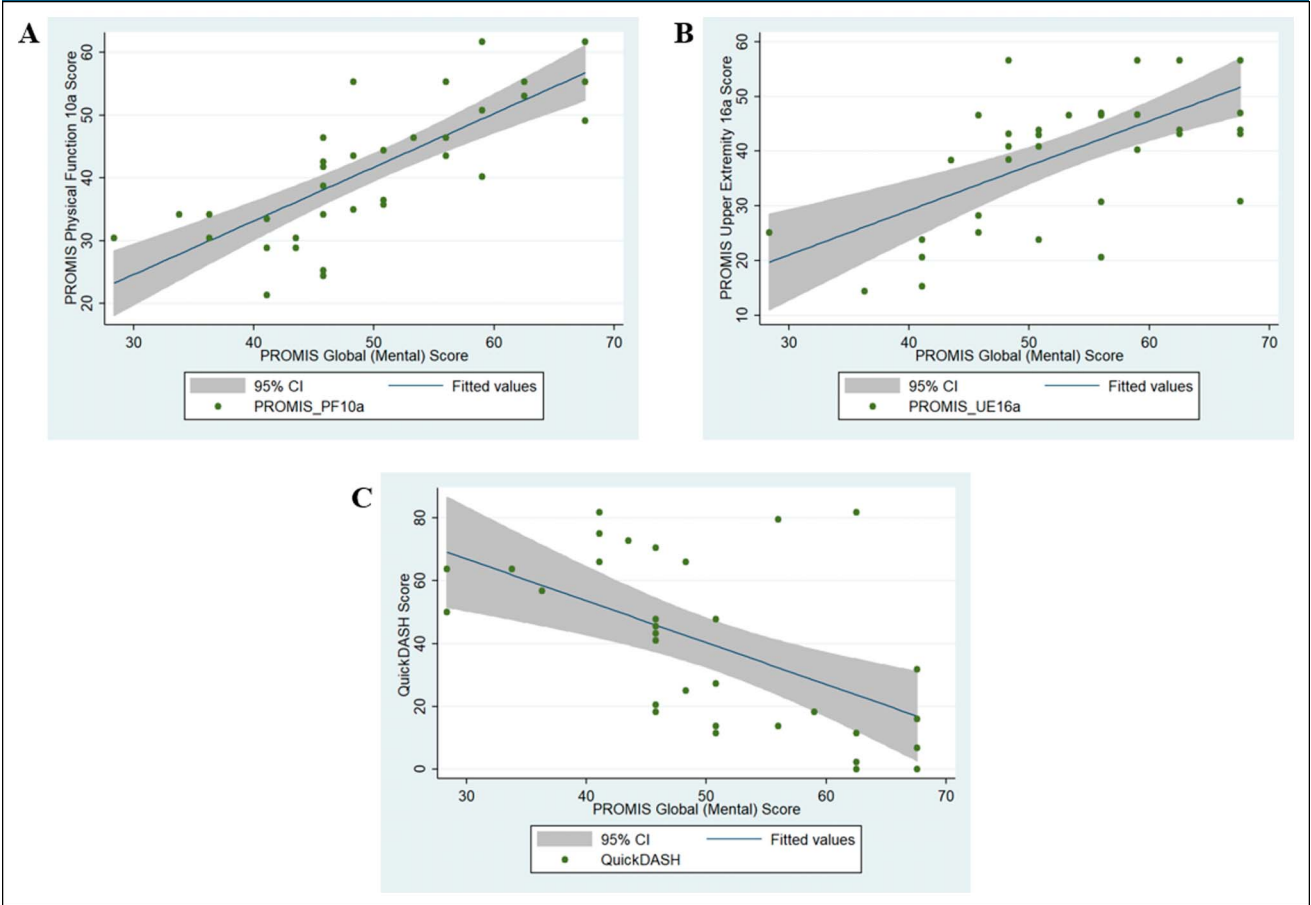 A
PROMIS Physical Function 10a Score
60
50
40
30
20
30 40 50 60 70
PROMIS Global (Mental) Score
95% CI Fitted values
PROMIS_PF10a
B
PROMIS Upper Extremity 16a Score
60
50
40
30
20
10
30 40 50 60 70
PROMIS Global (Mental) Score
95% CI Fitted values
PROMIS_UE16a
C
QuickDASH Score
80
60
40
20
0
30 40 50 60 70
PROMIS Global (Mental) Score
95% CI Fitted values
QuickDASH